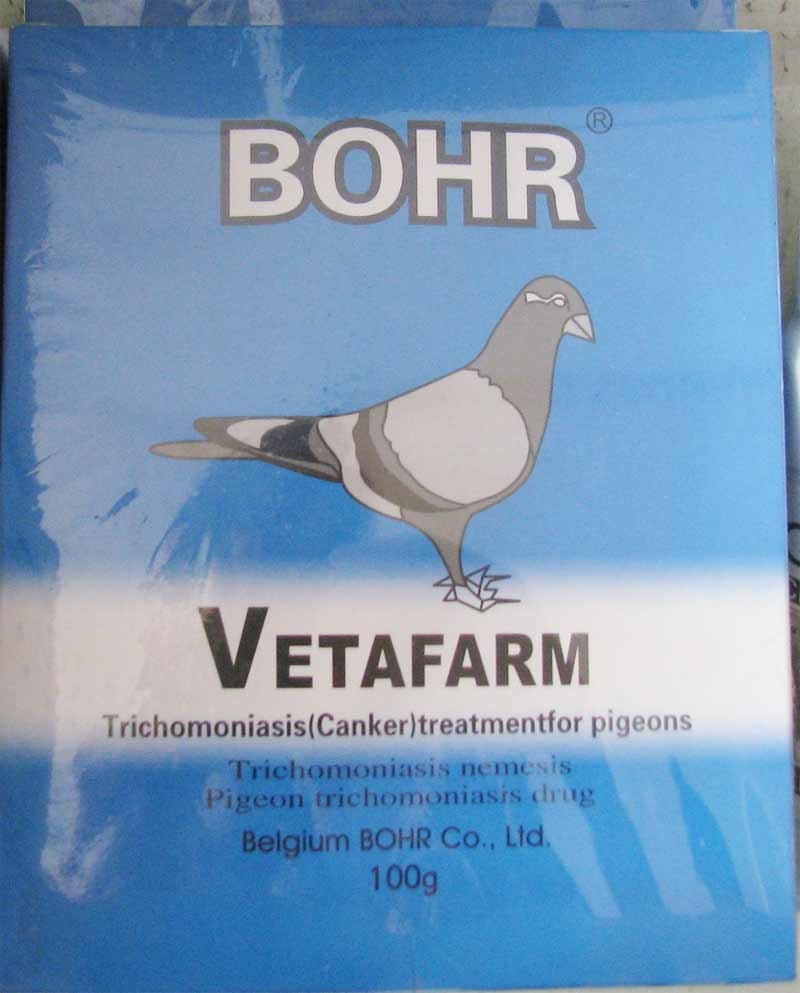 BOHR®
VETAFARM
Trichomoniasis(Canker)treatmentfor pigeons
Trichomoniasis nemesis
Pigeon trichomoniasis drug
Belgium BOHR Co., Ltd.
100g